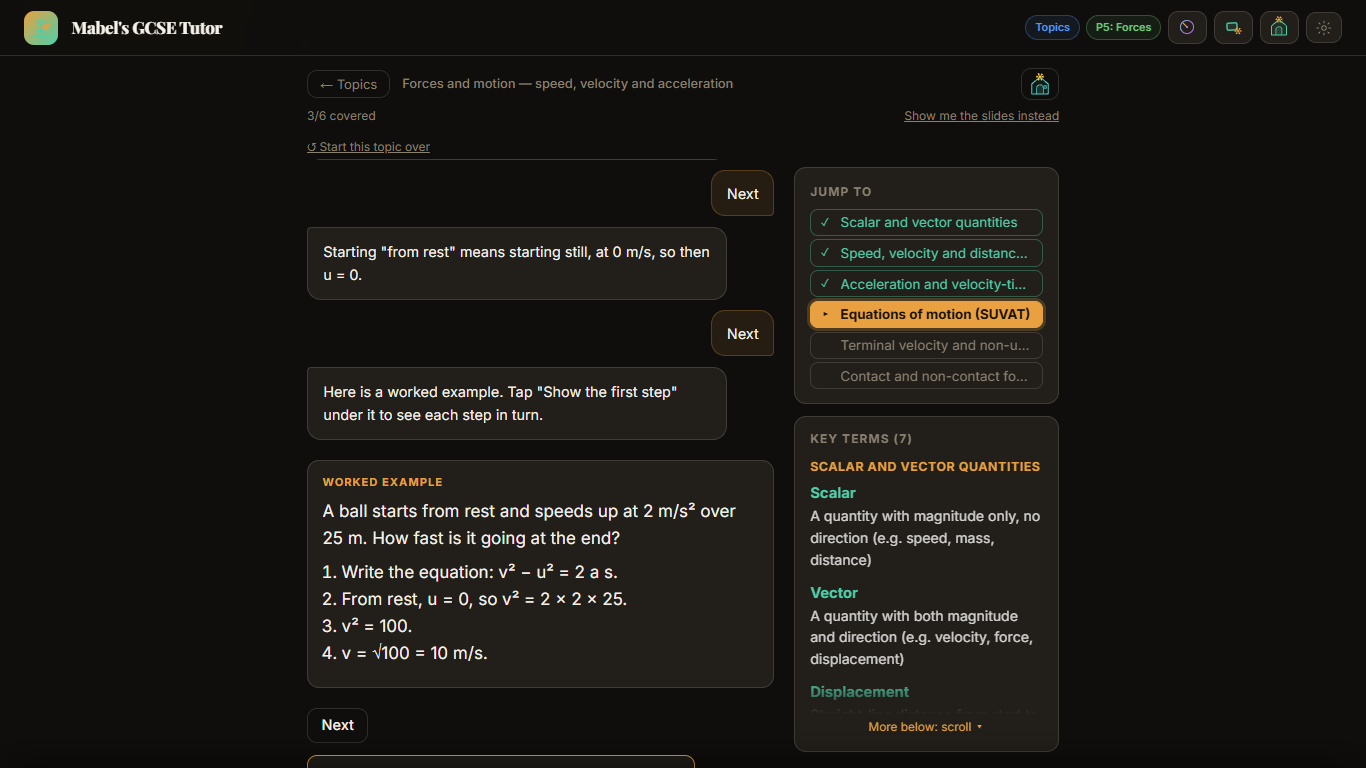 Mabel's GCSE Tutor
Topics
P5: Forces
← Topics
Forces and motion — speed, velocity and acceleration
3/6 covered
Show me the slides instead
↺ Start this topic over
Next
Starting "from rest" means starting still, at 0 m/s, so then
u = 0.
Next
Here is a worked example. Tap "Show the first step"
under it to see each step in turn.
WORKED EXAMPLE
A ball starts from rest and speeds up at 2 m/s² over
25 m. How fast is it going at the end?
1. Write the equation: v² − u² = 2 a s.
2. From rest, u = 0, so v² = 2 × 2 × 25.
3. v² = 100.
4. v = √100 = 10 m/s.
Next
JUMP TO
✓ Scalar and vector quantities
✓ Speed, velocity and distanc...
✓ Acceleration and velocity-ti...
▸ Equations of motion (SUVAT)
Terminal velocity and non-u...
Contact and non-contact fo...
KEY TERMS (7)
SCALAR AND VECTOR QUANTITIES
Scalar
A quantity with magnitude only, no
direction (e.g. speed, mass,
distance)
Vector
A quantity with both magnitude
and direction (e.g. velocity, force,
displacement)
Displacement
More below: scroll ▾